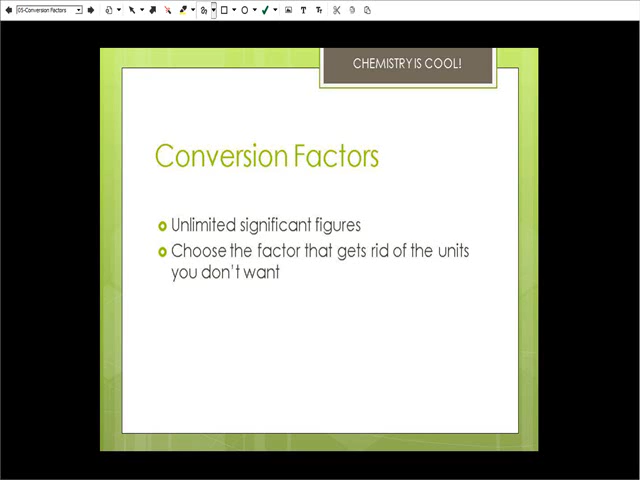 05-Conversion Factors
CHEMISTRY IS COOL!
Conversion Factors
Unlimited significant figures
Choose the factor that gets rid of the units
you don't want